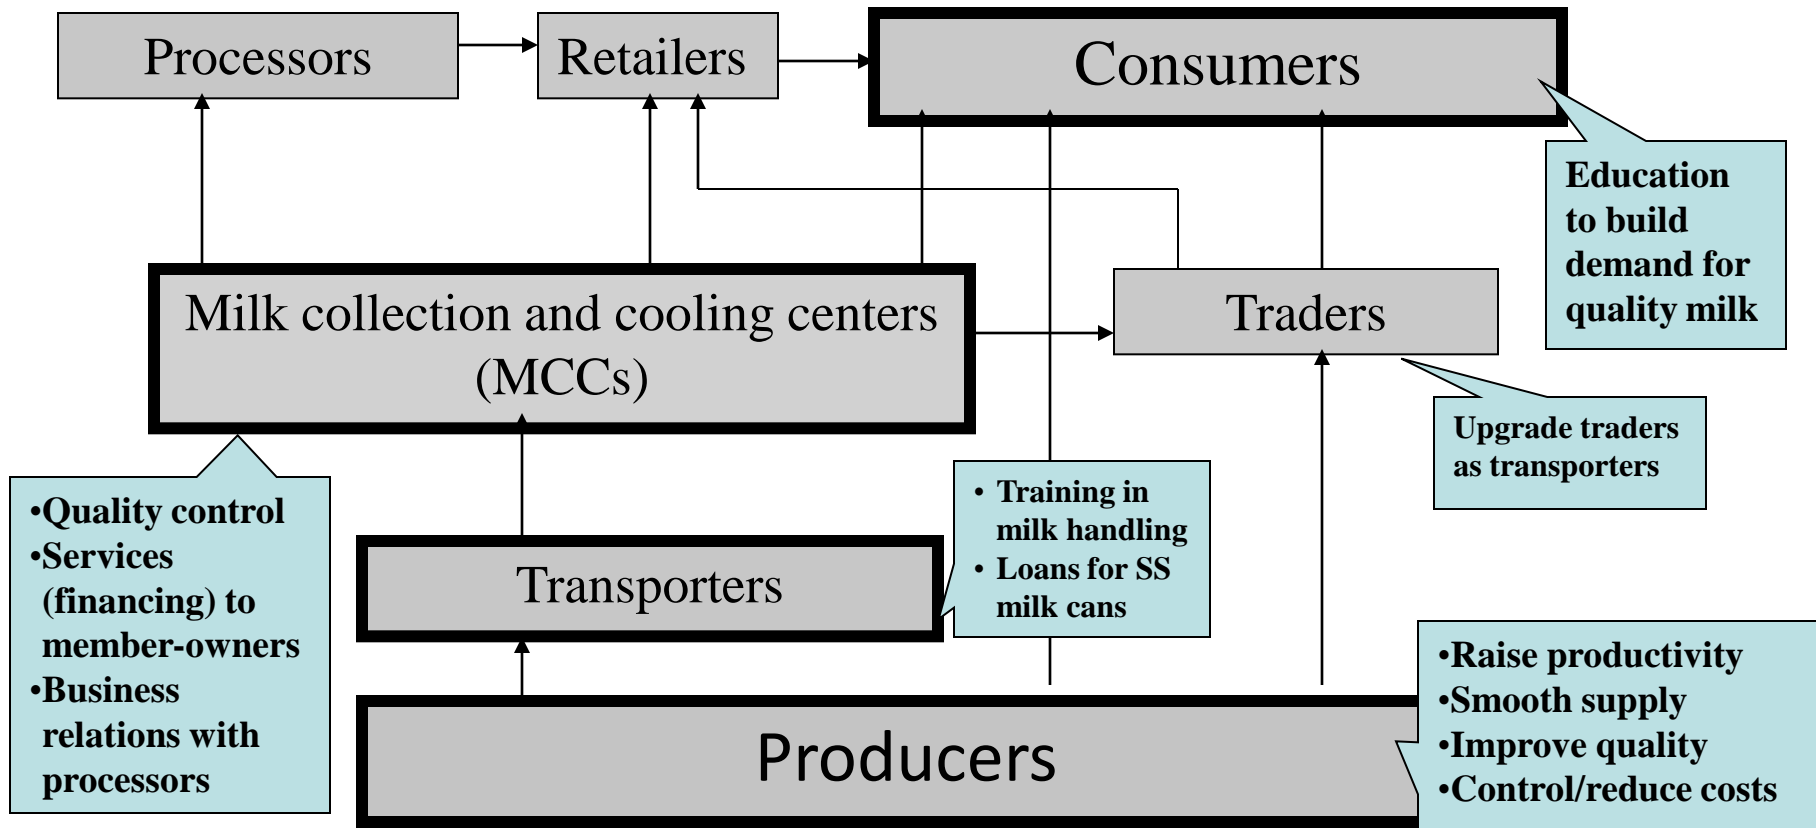 Processors
Retailers
Consumers
Education
to build
demand for
quality milk
Milk collection and cooling centers
(MCCs)
Traders
Upgrade traders
as transporters
•Quality control
•Services
(financing) to
member-owners
•Business
relations with
processors
• Training in
milk handling
• Loans for SS
milk cans
Transporters
Producers
•Raise productivity
•Smooth supply
•Improve quality
•Control/reduce costs